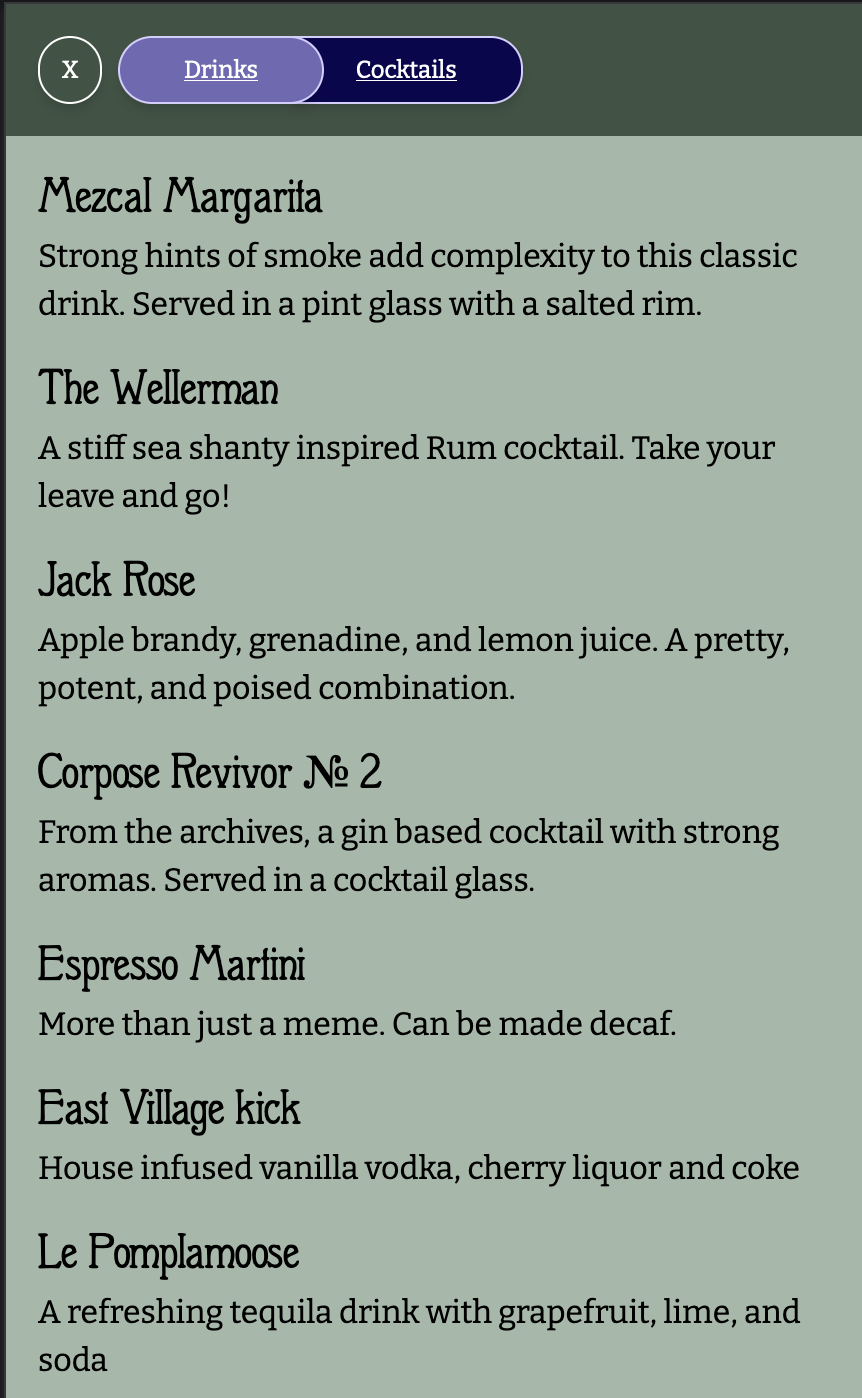 X Drinks Cocktails
Mezcal Margarita
Strong hints of smoke add complexity to this classic
drink. Served in a pint glass with a salted rim.
The Wellerman
A stiff sea shanty inspired Rum cocktail. Take your
leave and go!
Jack Rose
Apple brandy, grenadine, and lemon juice. A pretty,
potent, and poised combination.
Corpose Revivor № 2
From the archives, a gin based cocktail with strong
aromas. Served in a cocktail glass.
Espresso Martini
More than just a meme. Can be made decaf.
East Village kick
House infused vanilla vodka, cherry liquor and coke
Le Pomplamoose
A refreshing tequila drink with grapefruit, lime, and
soda